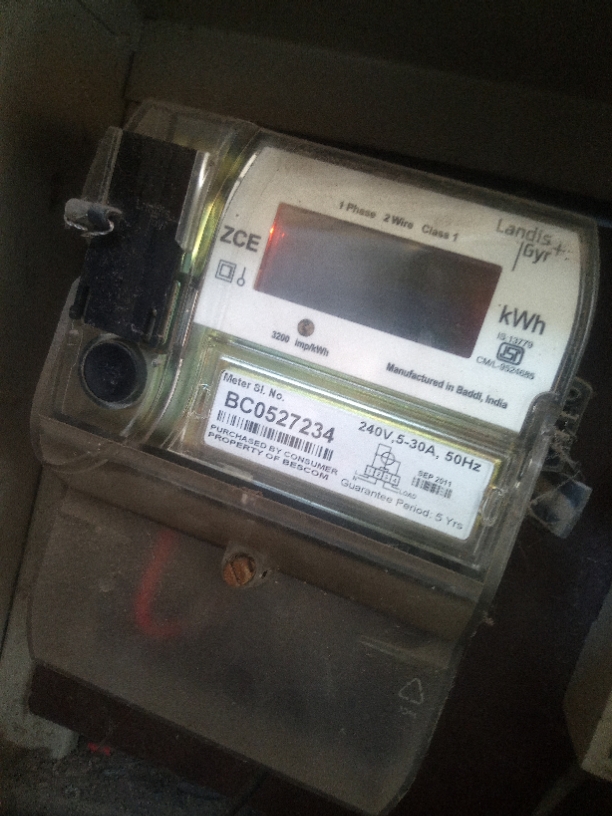 1 Phase 2 Wire Class 1
Landis+
Gyr
ZCE
kWh
IS 13779
CM/L-9524685
3200 imp/kWh
Manufactured in Baddi, India
Meter Sl. No.
BC0527234
240V,5-30A, 50Hz
PURCHASED BY CONSUMER
PROPERTY OF BESCOM
SEP 2011
LOAD
Guarantee Period: 5 Yrs